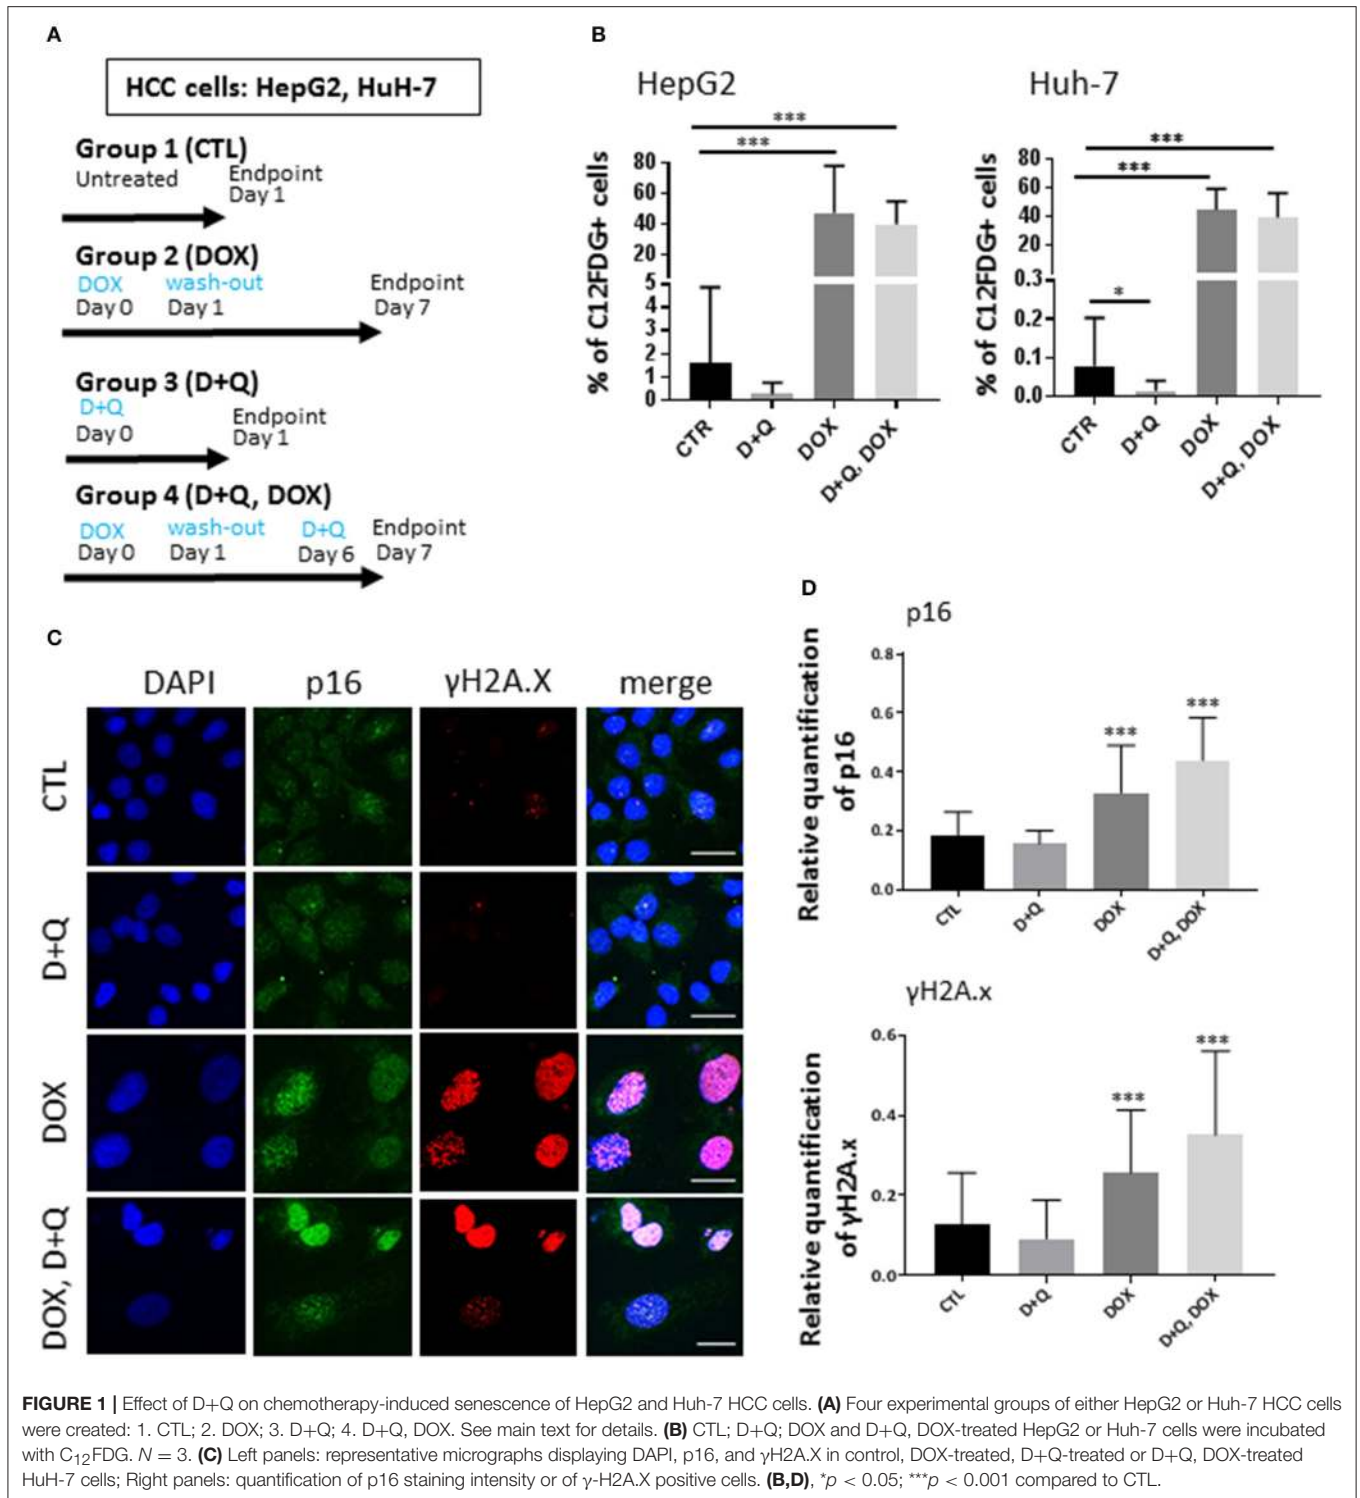 A
HCC cells: HepG2, HuH-7
Group 1 (CTL)
Untreated
Endpoint
Day 1
Group 2 (DOX)
DOX wash-out Endpoint
Day 0 Day 1 Day 7
Group 3 (D+Q)
D+Q
Day 0
Endpoint
Day 1
Group 4 (D+Q, DOX)
DOX wash-out D+Q Endpoint
Day 0 Day 1 Day 6 Day 7
B
HepG2
***
***
% of C12FDG+ cells
80
60
40
20
5
4
3
2
1
0
CTR D+Q DOX D+Q, DOX
Huh-7
***
***
*
% of C12FDG+ cells
80
60
40
20
0.3
0.2
0.1
0.0
CTR D+Q DOX D+Q, DOX
C
DAPI p16 γH2A.X merge
CTL
D+Q
DOX
DOX, D+Q
D
p16
Relative quantification
of p16
0.8
0.6
0.4
0.2
0.0
*** ***
CTL D+Q DOX D+Q, DOX
γH2A.x
Relative quantification
of γH2A.x
0.6
0.4
0.2
0.0
*** ***
CTL D+Q DOX D+Q, DOX
FIGURE 1 | Effect of D+Q on chemotherapy-induced senescence of HepG2 and Huh-7 HCC cells. (A) Four experimental groups of either HepG2 or Huh-7 HCC cells
were created: 1. CTL; 2. DOX; 3. D+Q; 4. D+Q, DOX. See main text for details. (B) CTL; D+Q; DOX and D+Q, DOX-treated HepG2 or Huh-7 cells were incubated
with C12FDG. N = 3. (C) Left panels: representative micrographs displaying DAPI, p16, and γH2A.X in control, DOX-treated, D+Q-treated or D+Q, DOX-treated
HuH-7 cells; Right panels: quantification of p16 staining intensity or of γ-H2A.X positive cells. (B,D), *p < 0.05; ***p < 0.001 compared to CTL.